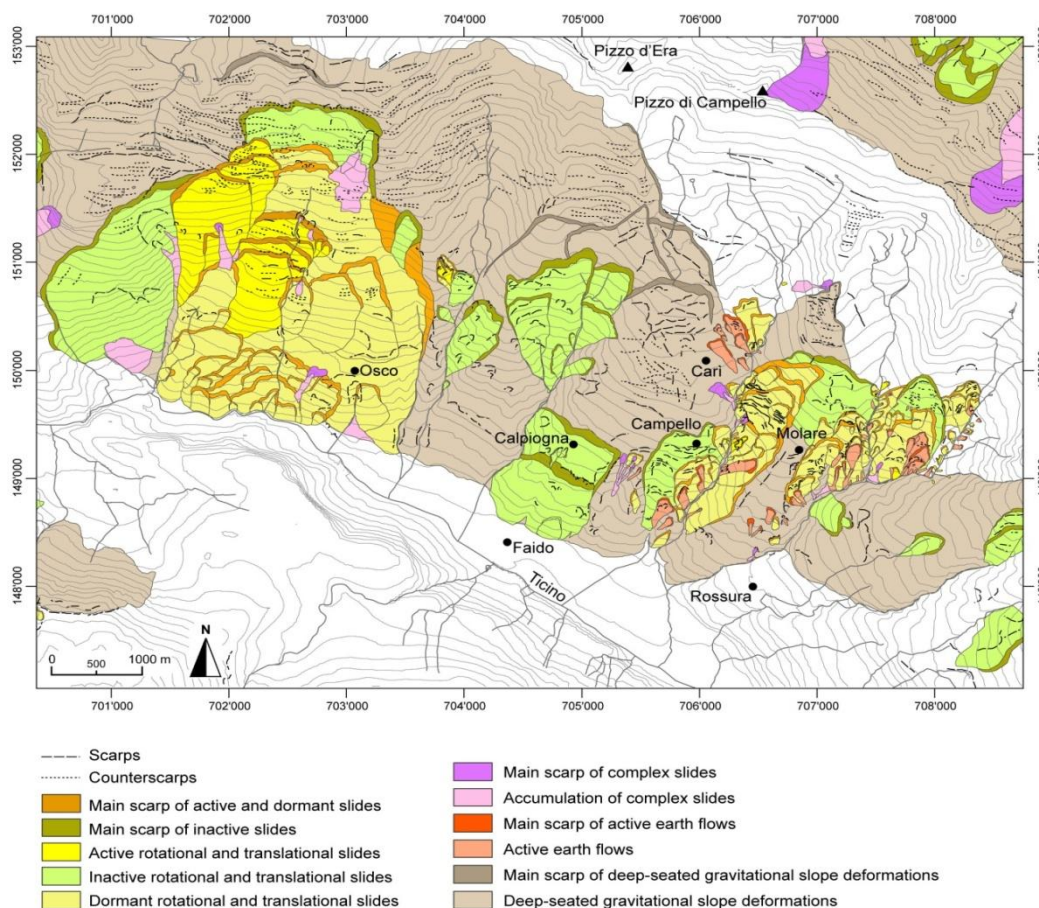 701'000 702'000 703'000 704'000 705'000 706'000 707'000 708'000
153'000
152'000
151'000
150'000
149'000
148'000
Pizzo d'Era
Pizzo di Campello
Osco
Carì
Calpiogna
Campello
Molare
Faido
Ticino
Rossura
N
0 500 1000 m
701'000 702'000 703'000 704'000 705'000 706'000 707'000 708'000
Scarps
Counterscarps
Main scarp of active and dormant slides
Main scarp of inactive slides
Active rotational and translational slides
Inactive rotational and translational slides
Dormant rotational and translational slides
Main scarp of complex slides
Accumulation of complex slides
Main scarp of active earth flows
Active earth flows
Main scarp of deep-seated gravitational slope deformations
Deep-seated gravitational slope deformations